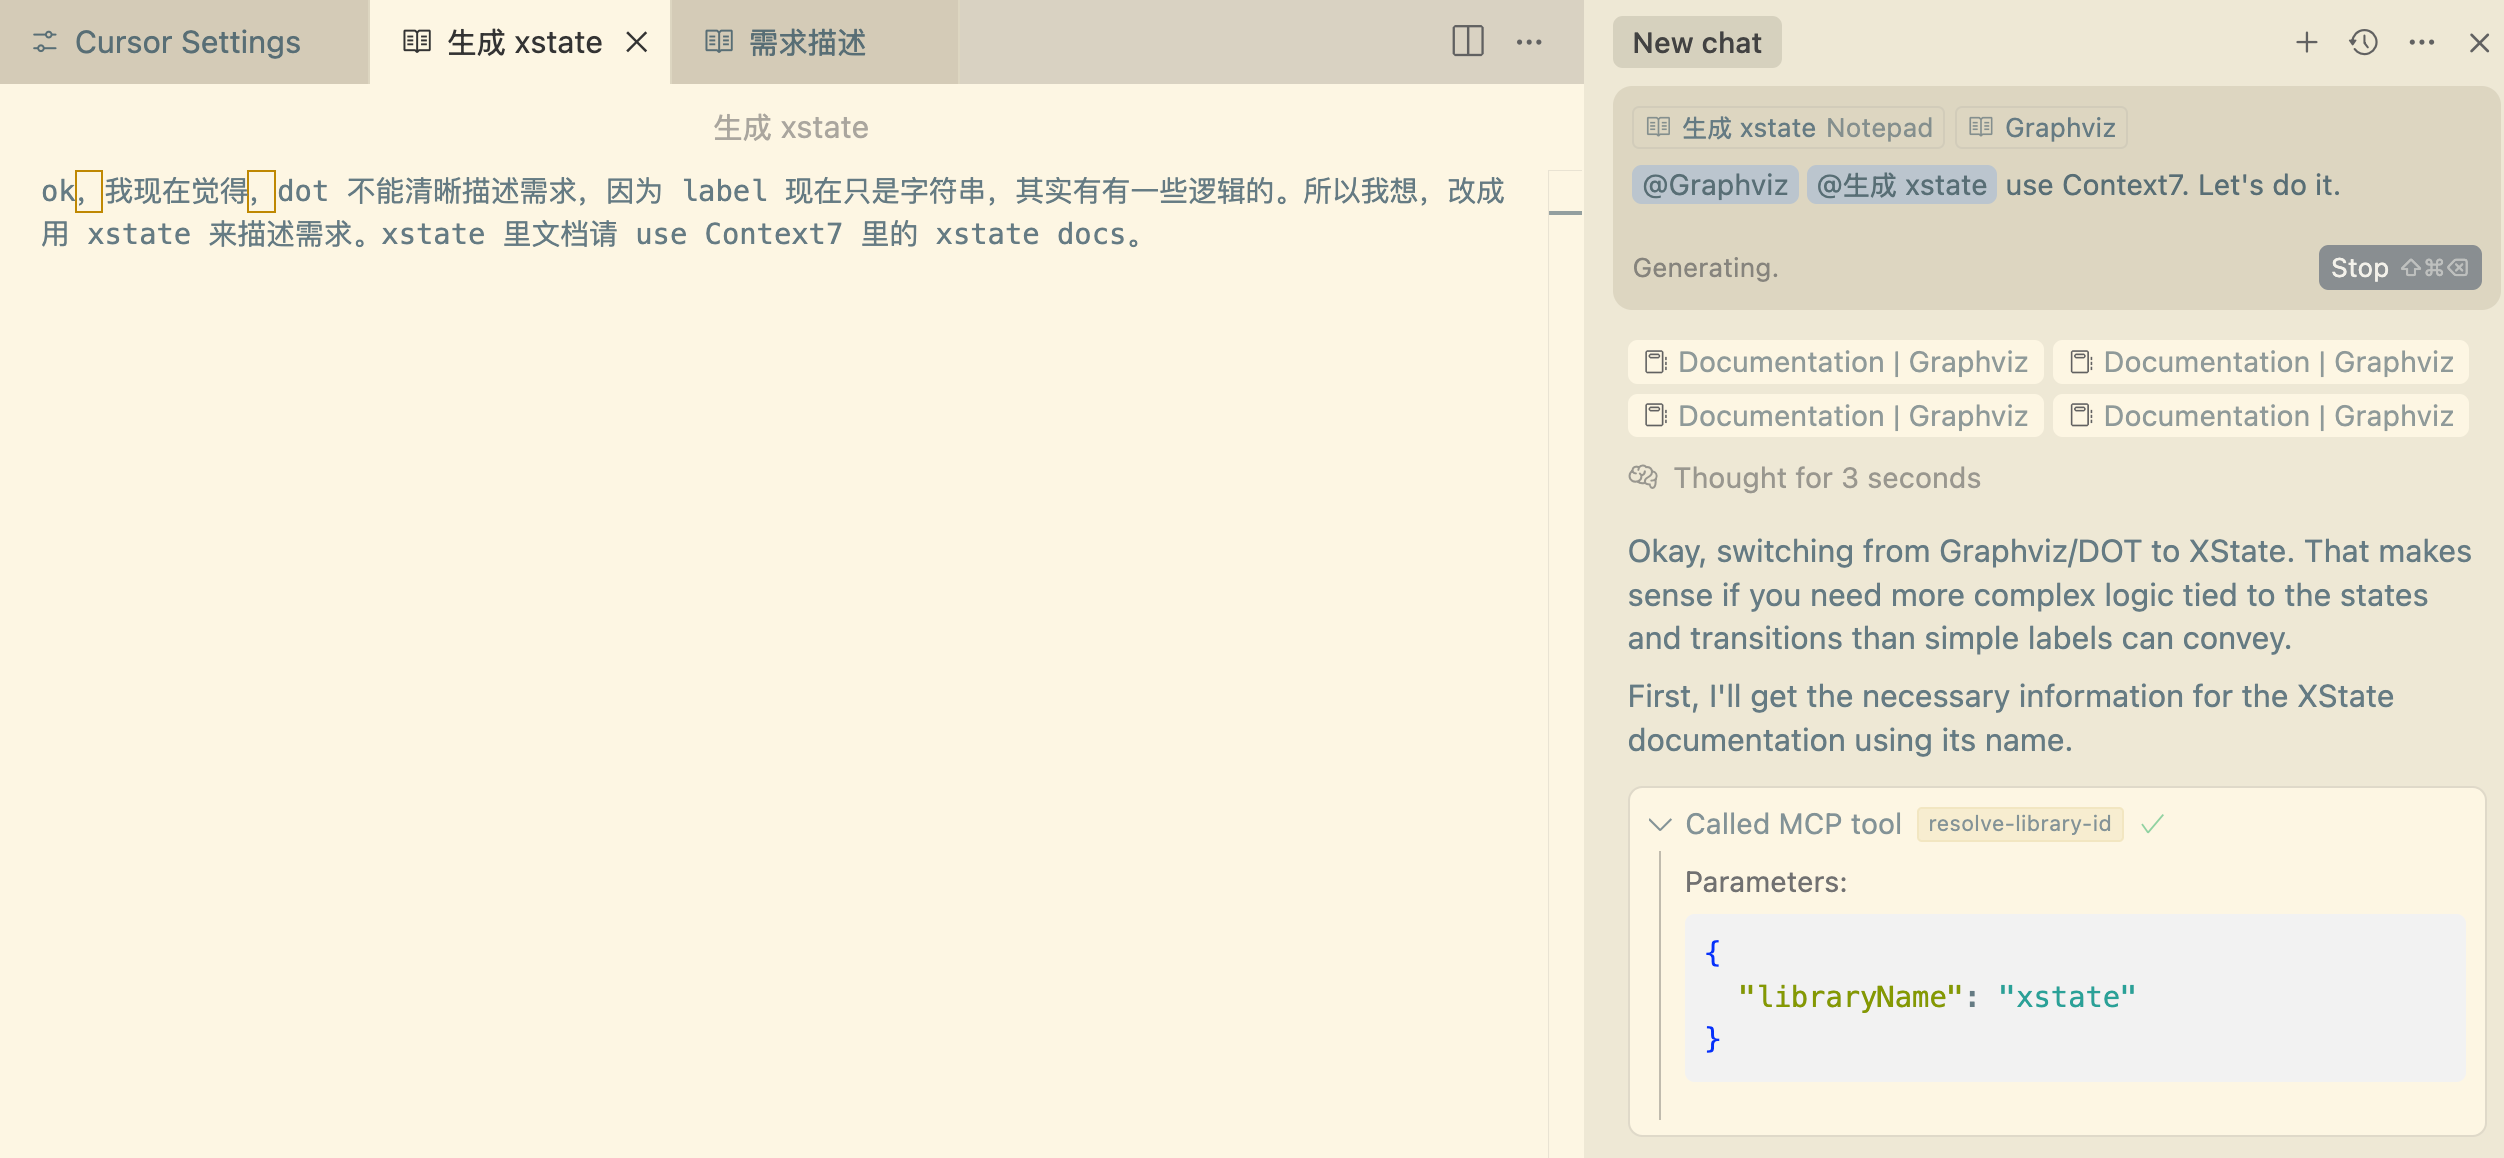 Cursor Settings
生成 xstate
需求描述
生成 xstate
ok，我现在觉得，dot 不能清晰描述需求，因为 label 现在只是字符串，其实有有一些逻辑的。所以我想，改成
用 xstate 来描述需求。xstate 里文档请 use Context7 里的 xstate docs。
New chat
生成 xstate Notepad
Graphviz
@Graphviz @生成 xstate use Context7. Let's do it.
Generating.
Stop ⇧⌘⌫
Documentation | Graphviz
Documentation | Graphviz
Documentation | Graphviz
Documentation | Graphviz
Thought for 3 seconds
Okay, switching from Graphviz/DOT to XState. That makes
sense if you need more complex logic tied to the states
and transitions than simple labels can convey.
First, I'll get the necessary information for the XState
documentation using its name.
Called MCP tool resolve-library-id
Parameters:
{
"libraryName": "xstate"
}